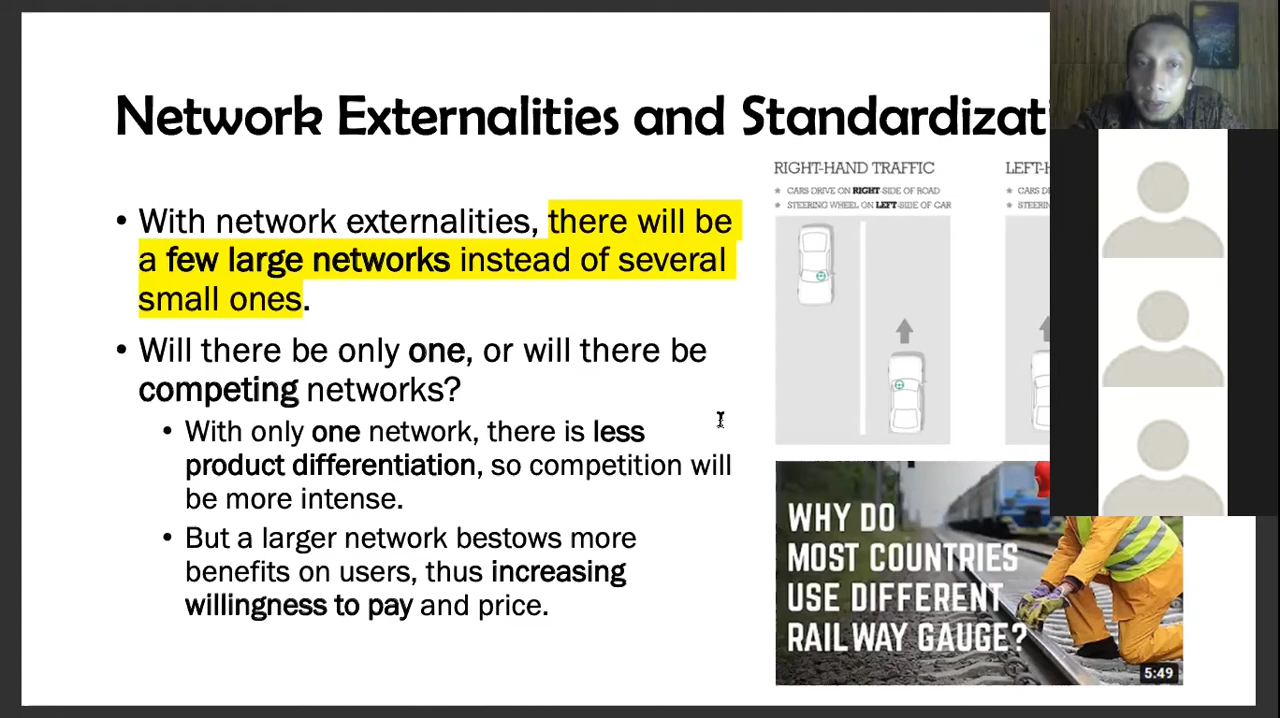 Network Externalities and Standardizat
• With network externalities, there will be
a few large networks instead of several
small ones.
• Will there be only one, or will there be
competing networks?
• With only one network, there is less
product differentiation, so competition will
be more intense.
• But a larger network bestows more
benefits on users, thus increasing
willingness to pay and price.
RIGHT-HAND TRAFFIC
★ CARS DRIVE ON RIGHT SIDE OF ROAD
★ STEERING WHEEL ON LEFT-SIDE OF CAR
LEFT-H
★ CARS D
★ STEERIN
WHY DO
MOST COUNTRIES
USE DIFFERENT
RAILWAY GAUGE?
5:49